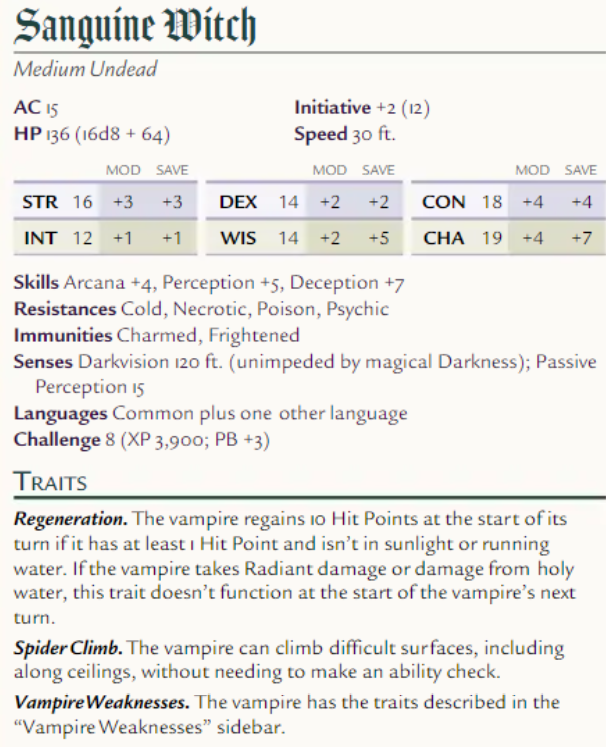 Sanguine Witch
Medium Undead
AC 15 Initiative +2 (12)
HP 136 (16d8 + 64) Speed 30 ft.
MOD SAVE MOD SAVE MOD SAVE
STR 16 +3 +3 DEX 14 +2 +2 CON 18 +4 +4
INT 12 +1 +1 WIS 14 +2 +5 CHA 19 +4 +7
Skills Arcana +4, Perception +5, Deception +7
Resistances Cold, Necrotic, Poison, Psychic
Immunities Charmed, Frightened
Senses Darkvision 120 ft. (unimpeded by magical Darkness); Passive
Perception 15
Languages Common plus one other language
Challenge 8 (XP 3,900; PB +3)
Traits
Regeneration. The vampire regains 10 Hit Points at the start of its
turn if it has at least 1 Hit Point and isn't in sunlight or running
water. If the vampire takes Radiant damage or damage from holy
water, this trait doesn't function at the start of the vampire's next
turn.
Spider Climb. The vampire can climb difficult surfaces, including
along ceilings, without needing to make an ability check.
Vampire Weaknesses. The vampire has the traits described in the
"Vampire Weaknesses" sidebar.